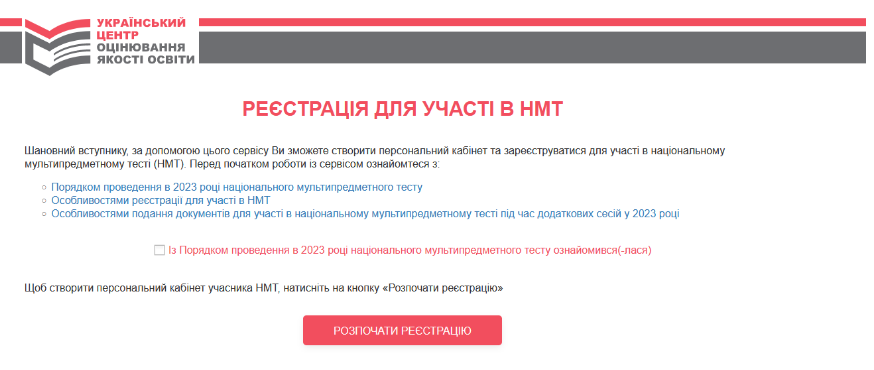 УКРАЇНСЬКИЙ
ЦЕНТР
ОЦІНЮВАННЯ
ЯКОСТІ ОСВІТИ
РЕЄСТРАЦІЯ ДЛЯ УЧАСТІ В НМТ
Шановний вступнику, за допомогою цього сервісу Ви зможете створити персональний кабінет та зареєструватися для участі в національному
мультипредметному тесті (НМТ). Перед початком роботи із сервісом ознайомтеся з:
Порядком проведення в 2023 році національного мультипредметного тесту
Особливостями реєстрації для участі в НМТ
Особливостями подання документів для участі в національному мультипредметному тесті під час додаткових сесій у 2023 році
Із Порядком проведення в 2023 році національного мультипредметного тесту ознайомився(-лася)
Щоб створити персональний кабінет учасника НМТ, натисніть на кнопку «Розпочати реєстрацію»
РОЗПОЧАТИ РЕЄСТРАЦІЮ